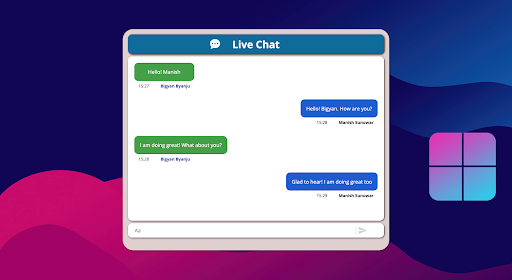 Live Chat
Hello! Manish
15:27 Bigyan Byanju
Hello! Bigyan. How are you?
15:28 Manish Sunuwar
I am doing great! What about you?
15:28 Bigyan Byanju
Glad to hear! I am doing great too
15:29 Manish Sunuwar
Aa